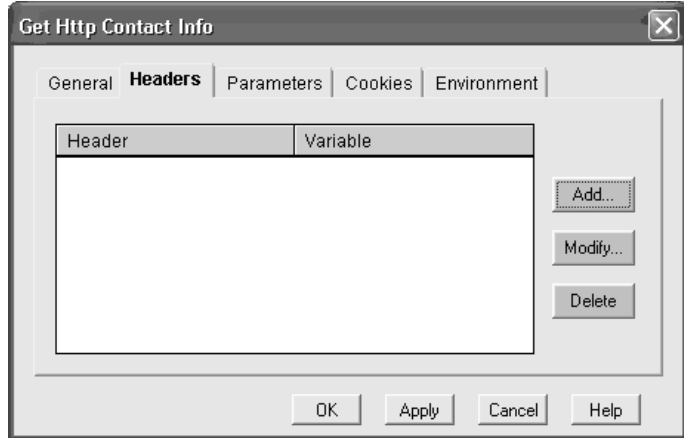 Get Http Contact Info
General Headers Parameters Cookies Environment
Header Variable
Add...
Modify...
Delete
OK Apply Cancel Help